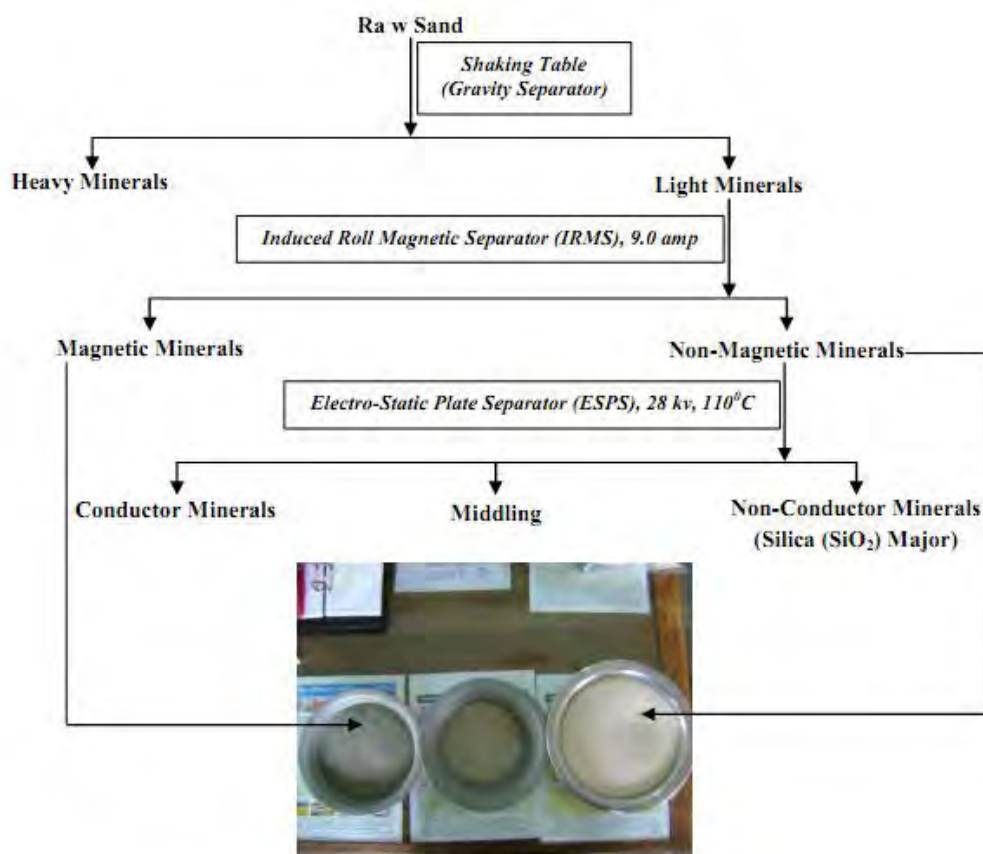 Ra w Sand
Shaking Table
(Gravity Separator)
Heavy Minerals
Light Minerals
Induced Roll Magnetic Separator (IRMS), 9.0 amp
Magnetic Minerals
Non-Magnetic Minerals
Electro-Static Plate Separator (ESPS), 28 kv, 110⁰C
Conductor Minerals
Middling
Non-Conductor Minerals
(Silica (SiO₂) Major)